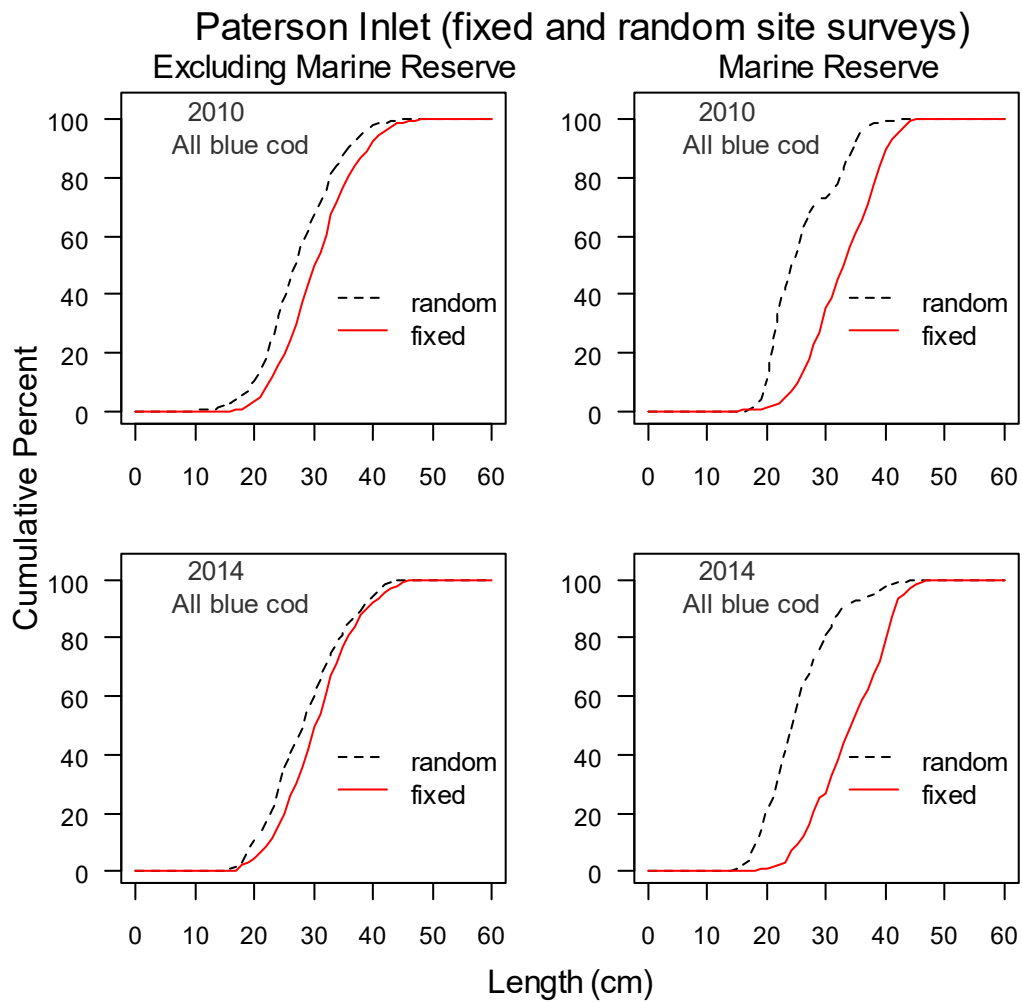 Paterson Inlet (fixed and random site surveys)
Excluding Marine Reserve
Marine Reserve
Cumulative Percent
2010
All blue cod
100
80
60
40
20
0
random
fixed
0 10 20 30 40 50 60
2010
All blue cod
100
80
60
40
20
0
random
fixed
0 10 20 30 40 50 60
2014
All blue cod
100
80
60
40
20
0
random
fixed
0 10 20 30 40 50 60
2014
All blue cod
100
80
60
40
20
0
random
fixed
0 10 20 30 40 50 60
Length (cm)